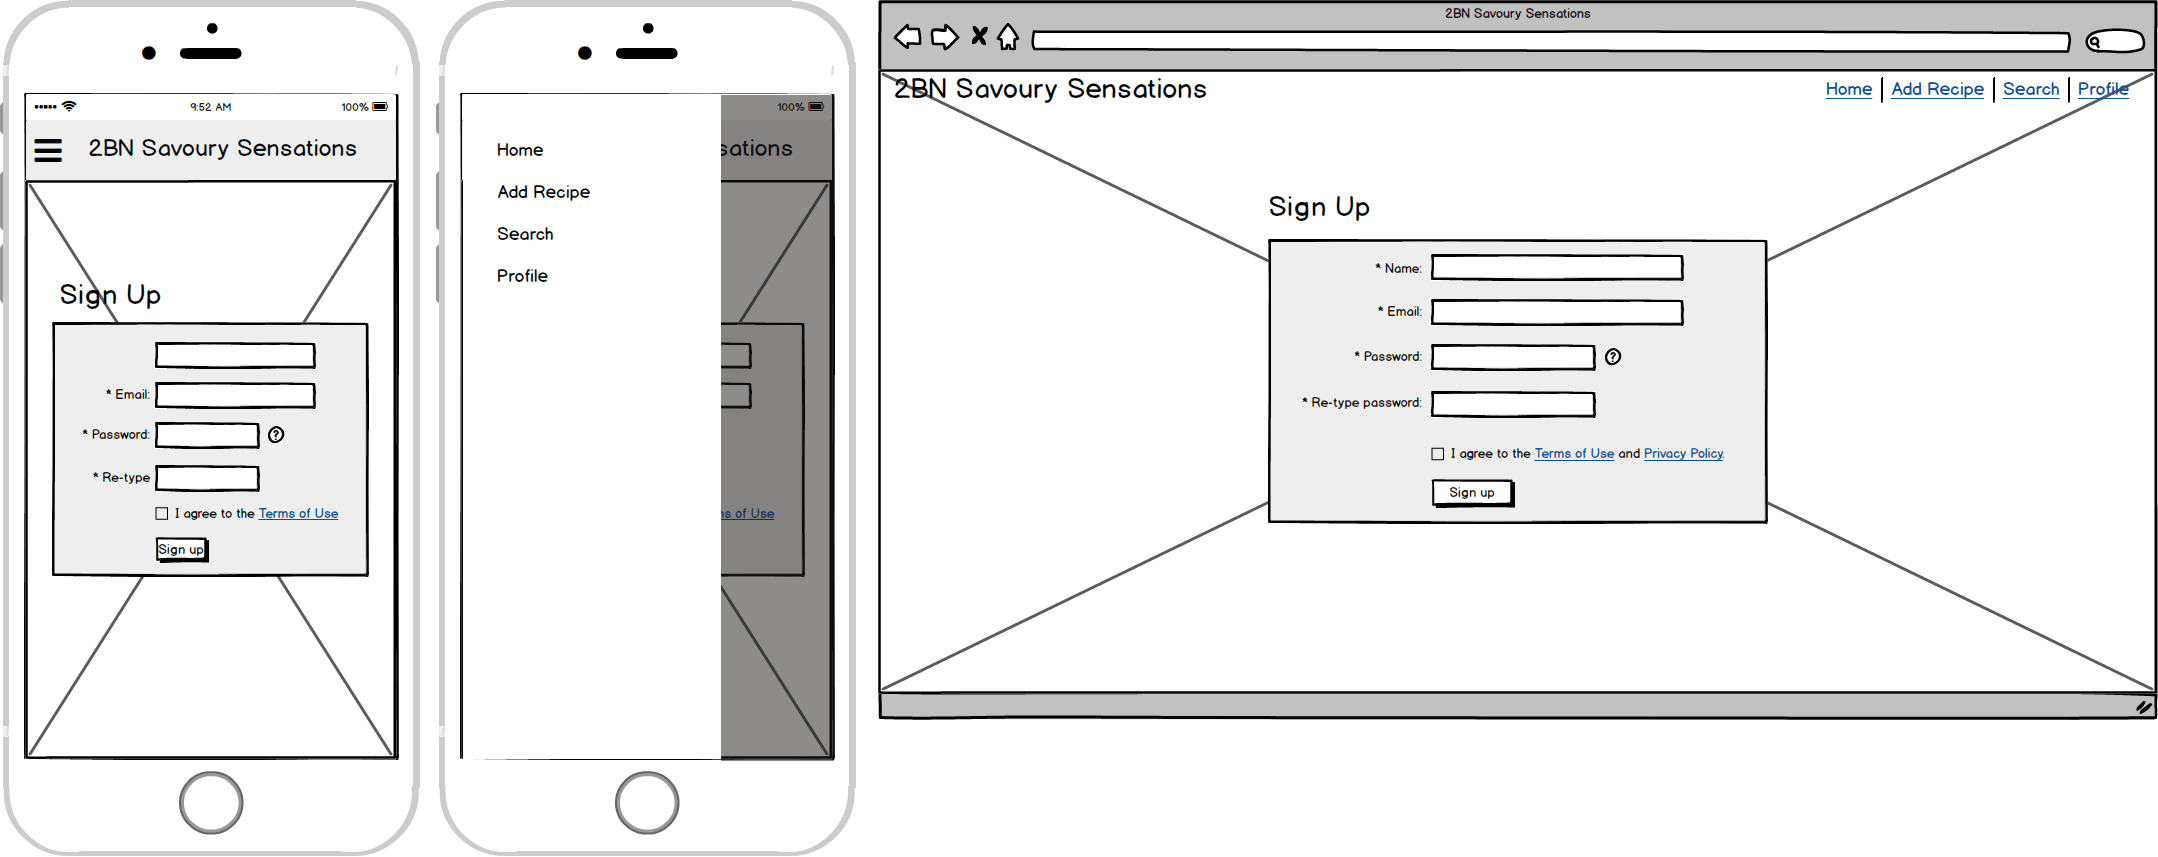 9:52 AM 100%
2BN Savoury Sensations
Sign Up
* Email:
* Password: ?
* Re-type
I agree to the Terms of Use
Sign up
100%
sations
Home
Add Recipe
Search
Profile
ns of Use
2BN Savoury Sensations
2BN Savoury Sensations
Home Add Recipe Search Profile
Sign Up
* Name:
* Email:
* Password: ?
* Re-type password:
I agree to the Terms of Use and Privacy Policy.
Sign up